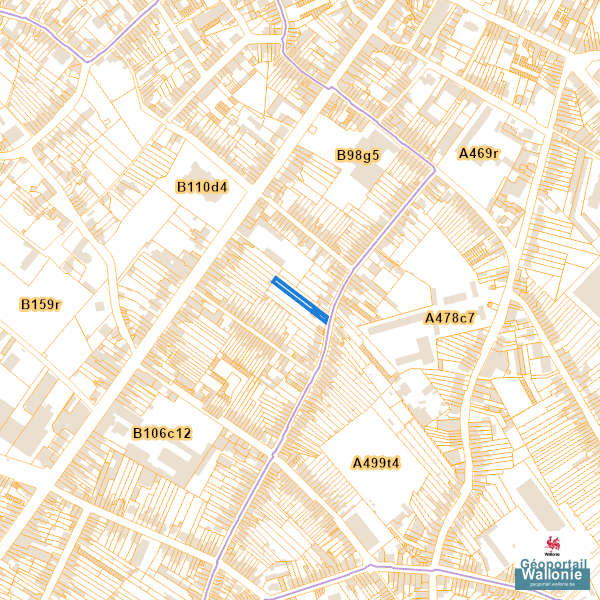 B98g5
A469r
B110d4
B159r
A478c7
B106c12
A499t4
Wallonie
Géoportail
Wallonie
geoportail.wallonie.be